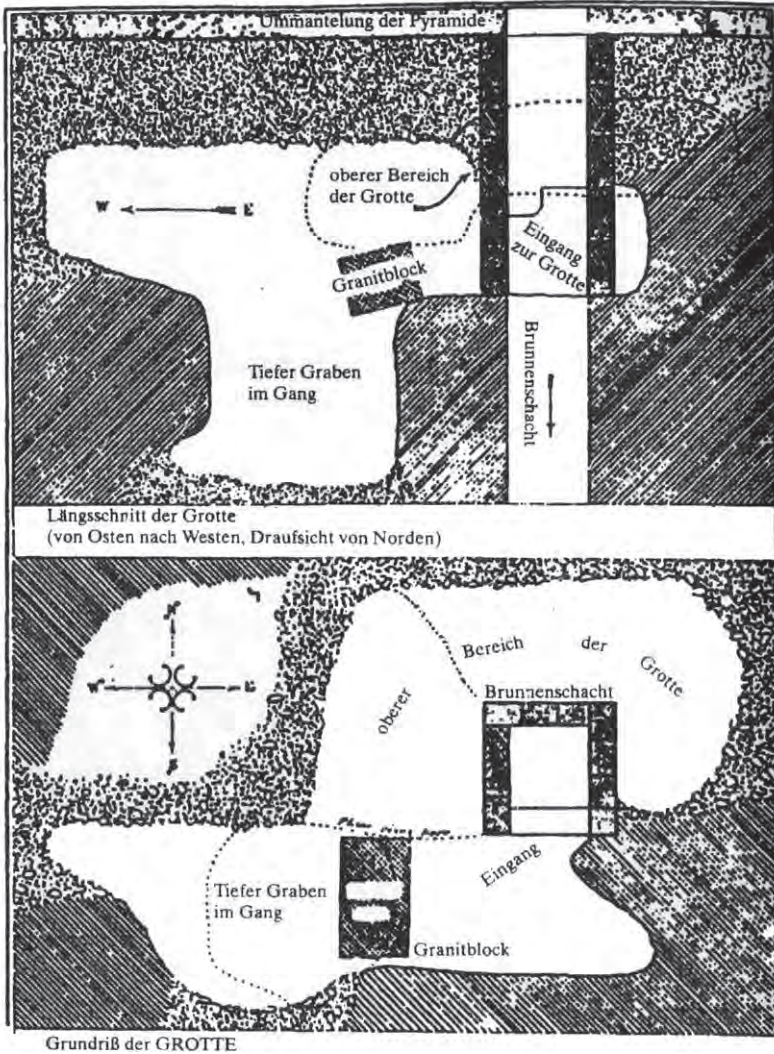 Ummantelung der Pyramide
oberer Bereich
der Grotte
W
E
Granitblock
Eingang
zur Grotte
Tiefer Graben
im Gang
Brunnenschacht
Längsschnitt der Grotte
(von Osten nach Westen, Draufsicht von Norden)
N
W
E
S
oberer Bereich der Grotte
Brunnenschacht
Eingang
Tiefer Graben
im Gang
Granitblock
Grundriß der GROTTE